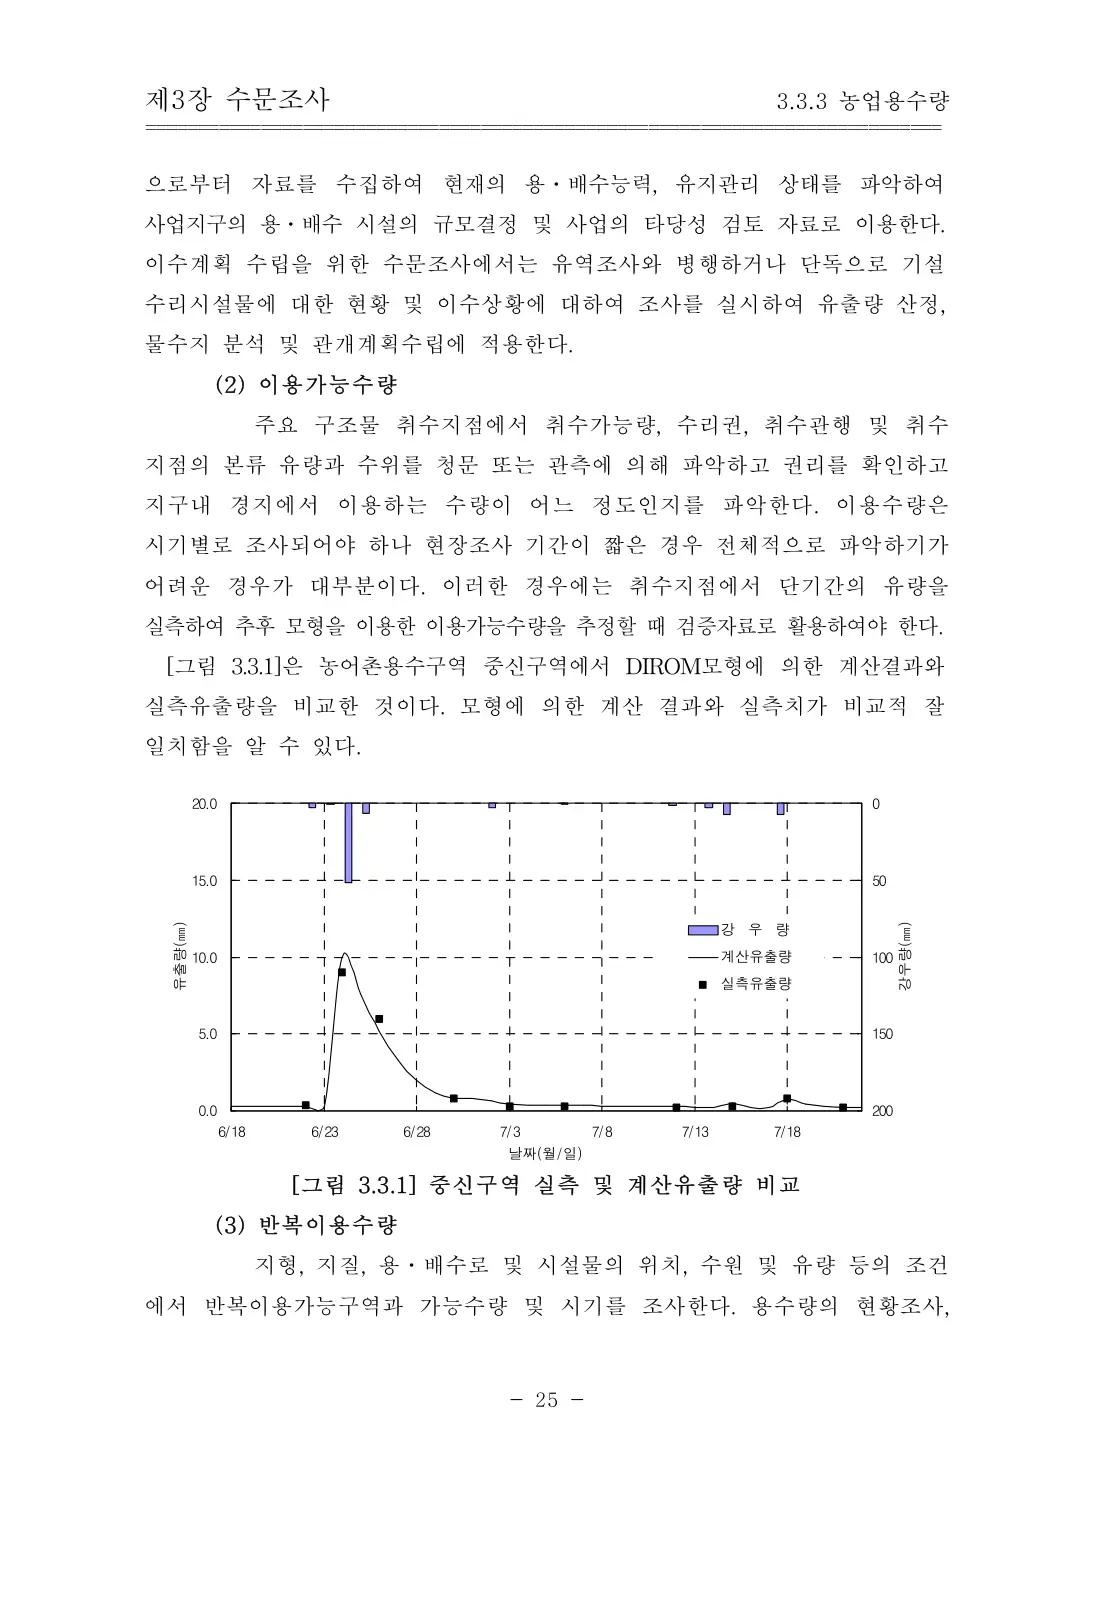 제3장 수문조사 3.3.3 농업용수량
으로부터 자료를 수집하여 현재의 용·배수능력, 유지관리 상태를 파악하여
사업지구의 용·배수 시설의 규모결정 및 사업의 타당성 검토 자료로 이용한다.
이수계획 수립을 위한 수문조사에서는 유역조사와 병행하거나 단독으로 기설
수리시설물에 대한 현황 및 이수상황에 대하여 조사를 실시하여 유출량 산정,
물수지 분석 및 관개계획수립에 적용한다.
(2) 이용가능수량
주요 구조물 취수지점에서 취수가능량, 수리권, 취수관행 및 취수
지점의 본류 유량과 수위를 청문 또는 관측에 의해 파악하고 권리를 확인하고
지구내 경지에서 이용하는 수량이 어느 정도인지를 파악한다. 이용수량은
시기별로 조사되어야 하나 현장조사 기간이 짧은 경우 전체적으로 파악하기가
어려운 경우가 대부분이다. 이러한 경우에는 취수지점에서 단기간의 유량을
실측하여 추후 모형을 이용한 이용가능수량을 추정할 때 검증자료로 활용하여야 한다.
[그림 3.3.1]은 농어촌용수구역 중신구역에서 DIROM모형에 의한 계산결과와
실측유출량을 비교한 것이다. 모형에 의한 계산 결과와 실측치가 비교적 잘
일치함을 알 수 있다.
20.0 0
15.0 50
강 우 량
유출량(㎜) 10.0 계산유출량 100 강우량(㎜)
실측유출량
5.0 150
0.0 200
6/18 6/23 6/28 7/3 7/8 7/13 7/18
날짜(월/일)
[그림 3.3.1] 중신구역 실측 및 계산유출량 비교
(3) 반복이용수량
지형, 지질, 용·배수로 및 시설물의 위치, 수원 및 유량 등의 조건
에서 반복이용가능구역과 가능수량 및 시기를 조사한다. 용수량의 현황조사,
- 25 -